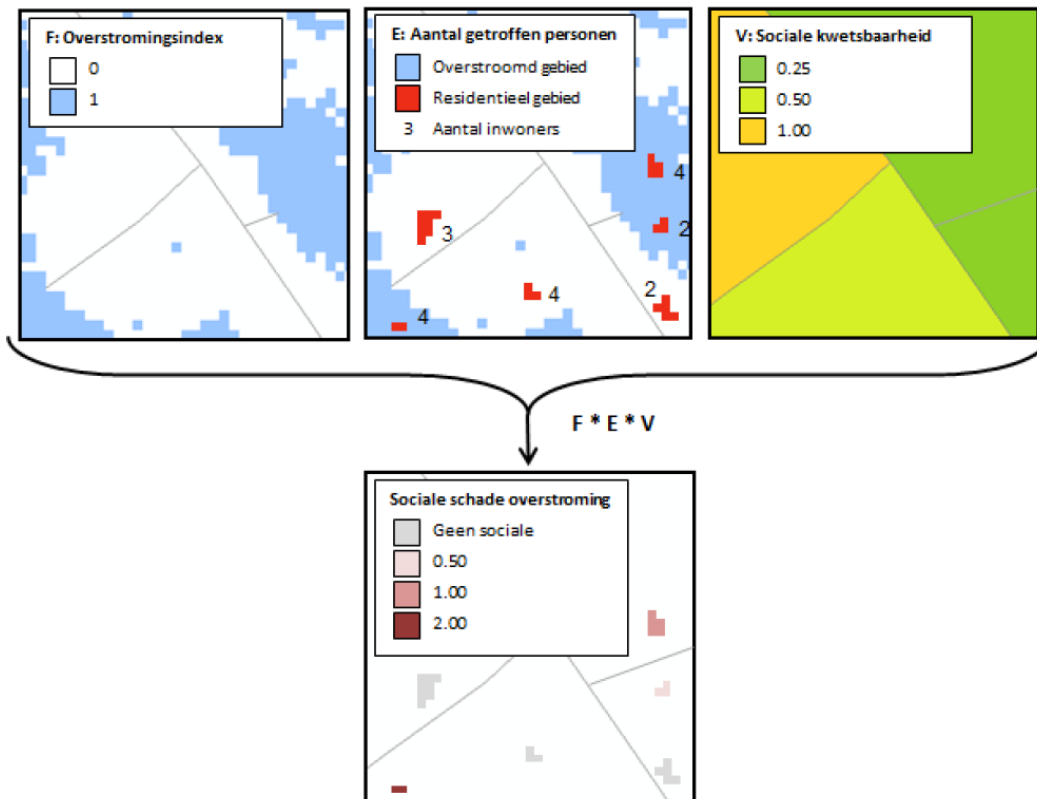 F: Overstromingsindex
0
1
E: Aantal getroffen personen
Overstroomd gebied
Residentieel gebied
3 Aantal inwoners
4
2
3
4
2
4
V: Sociale kwetsbaarheid
0.25
0.50
1.00
F * E * V
Sociale schade overstroming
Geen sociale
0.50
1.00
2.00